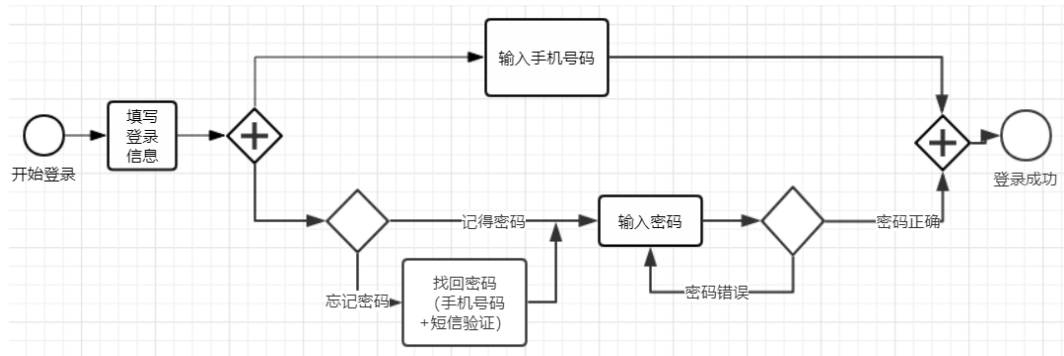 输入手机号码
填写
登录
信息
开始登录
登录成功
记得密码
输入密码
密码正确
忘记密码
找回密码
（手机号码
+短信验证）
密码错误